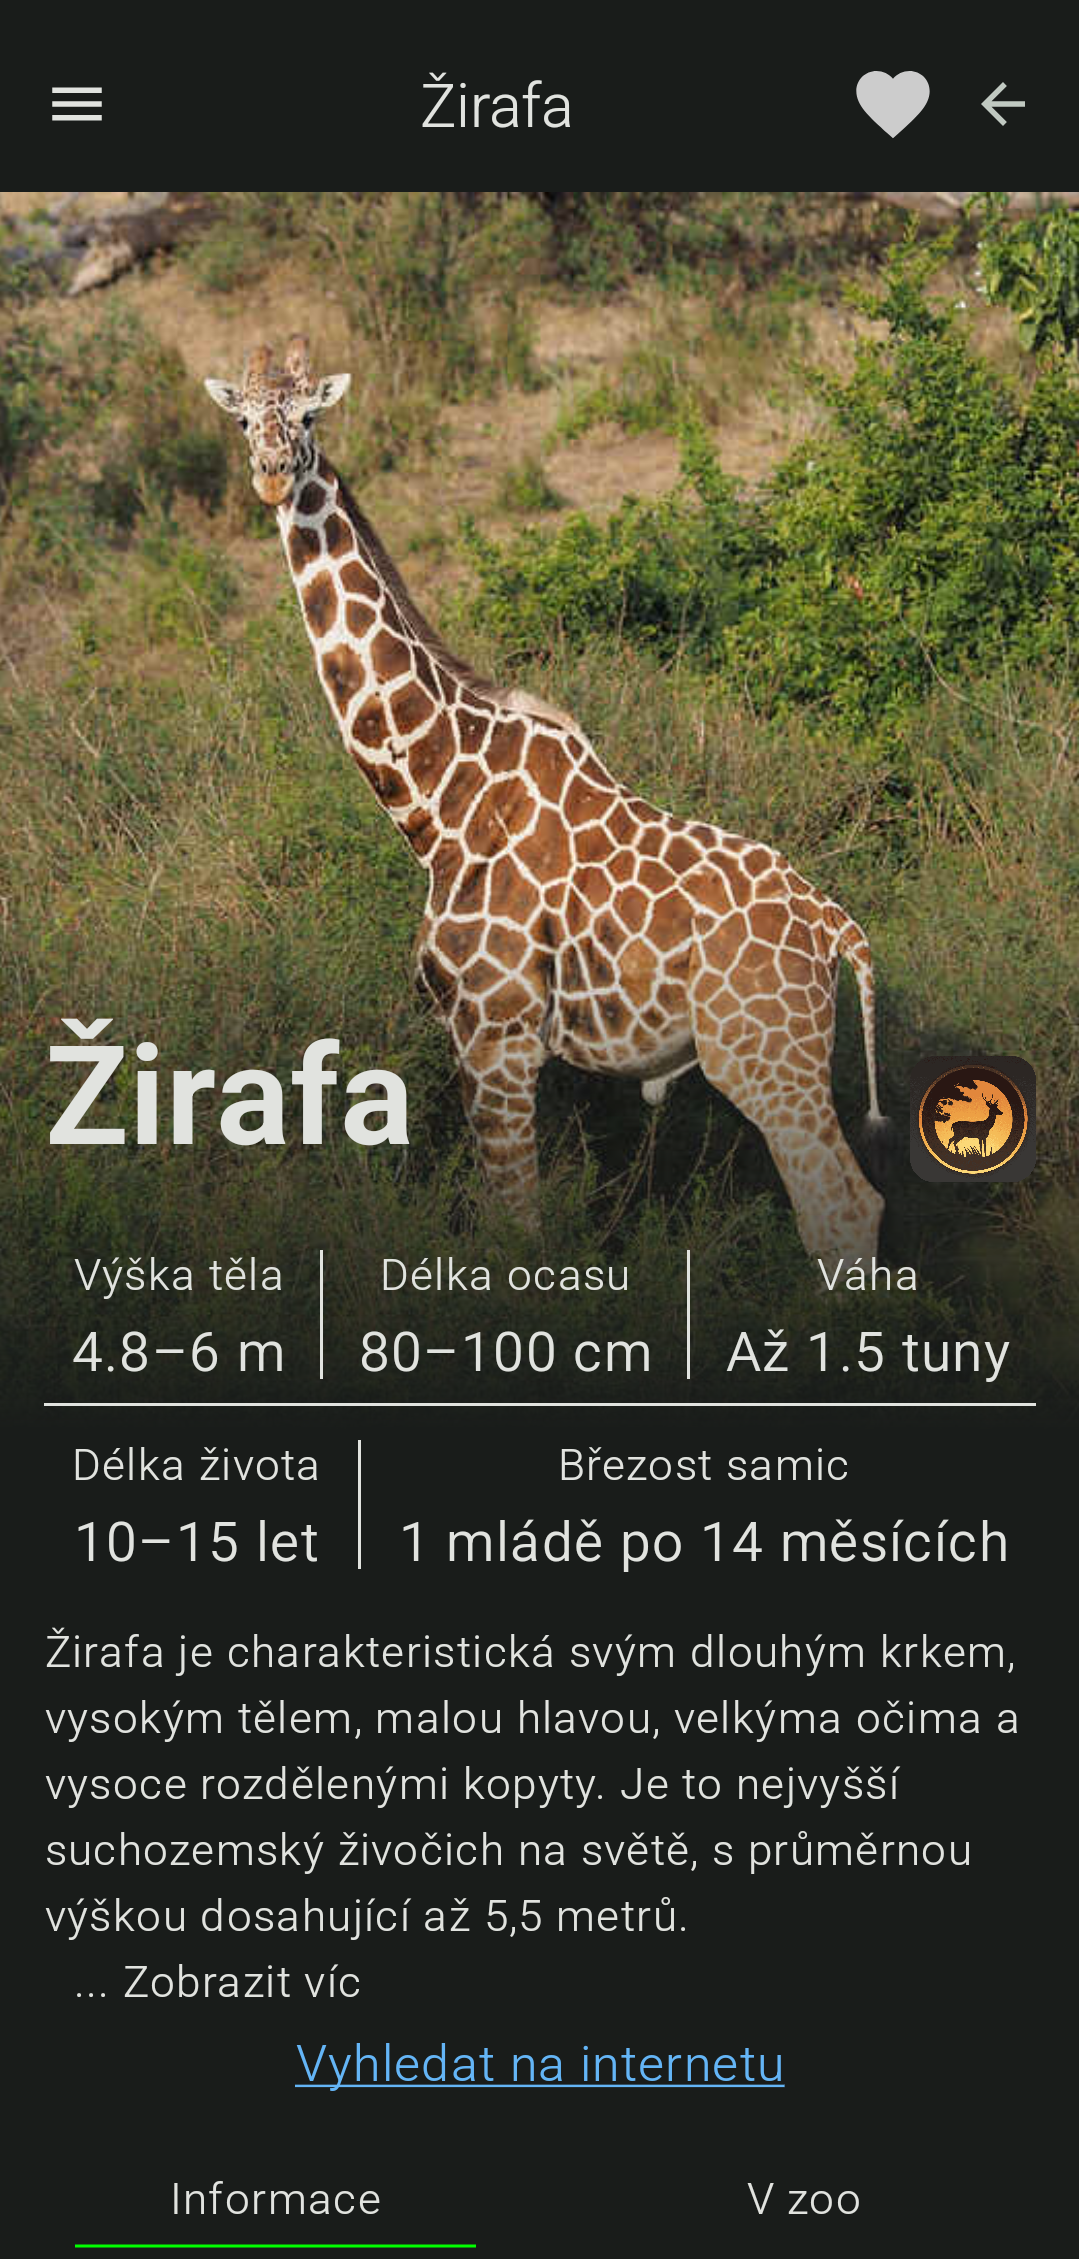 Žirafa
Žirafa
Výška těla
4.8–6 m
Délka ocasu
80–100 cm
Váha
Až 1.5 tuny
Délka života
10–15 let
Březost samic
1 mládě po 14 měsících
Žirafa je charakteristická svým dlouhým krkem,
vysokým tělem, malou hlavou, velkýma očima a
vysoce rozdělenými kopyty. Je to nejvyšší
suchozemský živočich na světě, s průměrnou
výškou dosahující až 5,5 metrů.
... Zobrazit víc
Vyhledat na internetu
Informace
V zoo